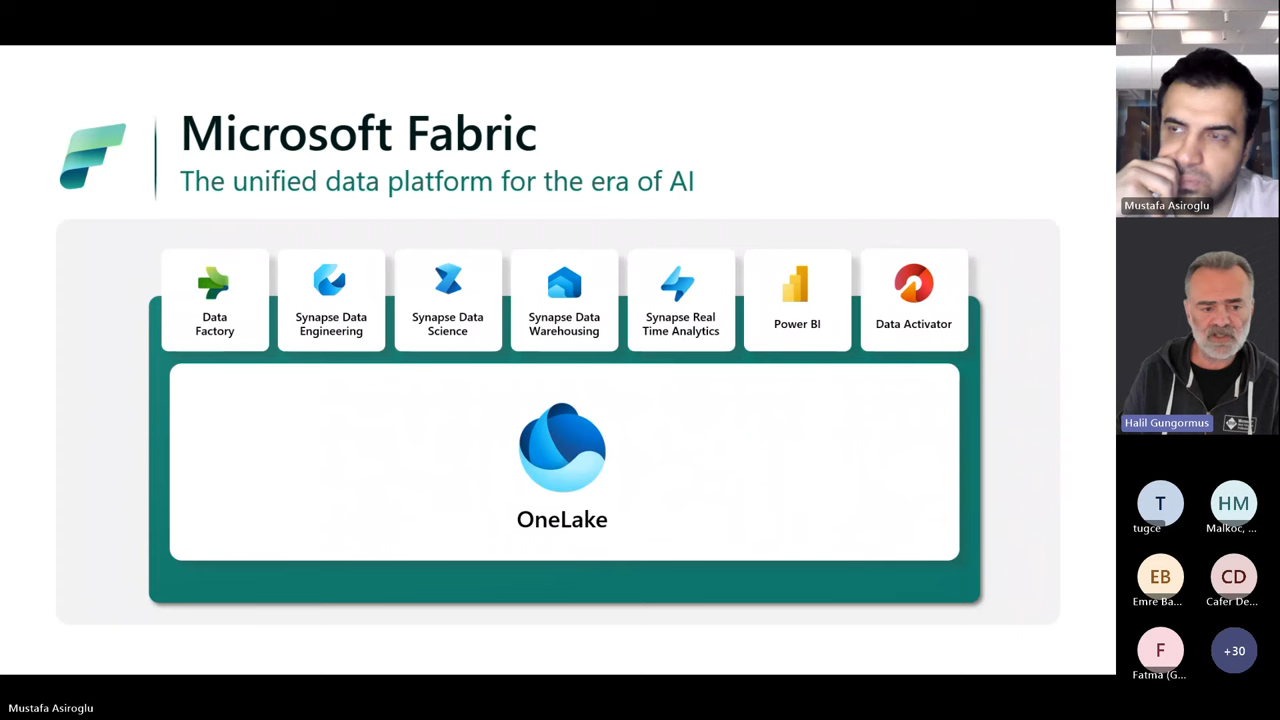 Microsoft Fabric
The unified data platform for the era of AI
Data
Factory
Synapse Data
Engineering
Synapse Data
Science
Synapse Data
Warehousing
Synapse Real
Time Analytics
Power BI
Data Activator
OneLake
Mustafa Asiroglu
Halil Gungormus
T
tugce
HM
Malkoc, ...
EB
Emre Ba...
CD
Cafer De...
F
Fatma (G...
+30
Mustafa Asiroglu